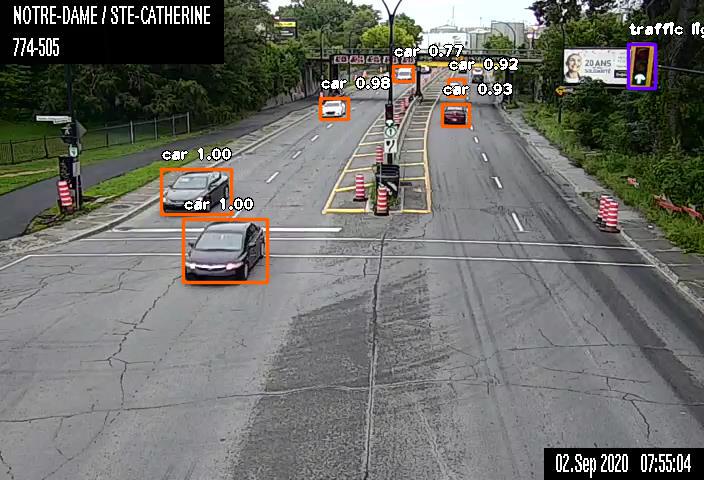 NOTRE-DAME / STE-CATHERINE
774-505
traffic lig
car 0.77
car 0.92
car 0.98
car 0.93
20 ANS
car 1.00
car 1.00
02.Sep 2020 07:55:04